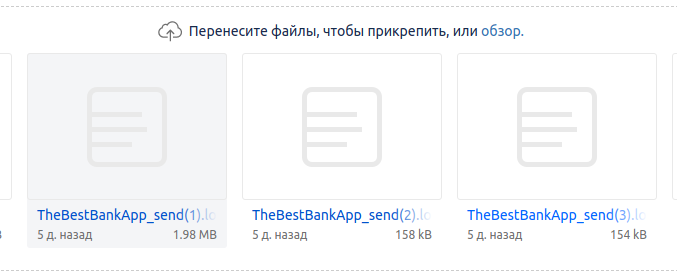 Перенесите файлы, чтобы прикрепить, или обзор.
TheBestBankApp_send(1).lo
TheBestBankApp_send(2).lo
TheBestBankApp_send(3).lo
5 д. назад 1.98 MB
5 д. назад 158 kB
5 д. назад 154 kB